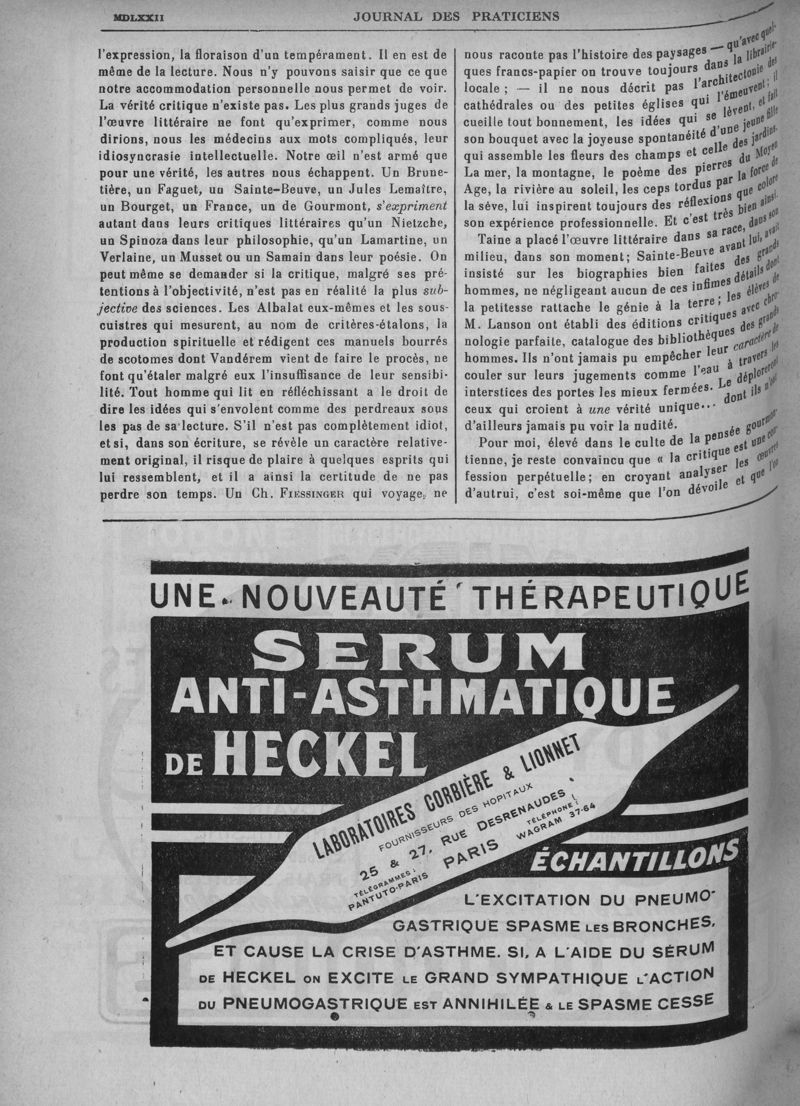 MDLXXII
JOURNAL DES PRATICIENS
l'expression, la floraison d'un tempérament. Il en est de
même de la lecture. Nous n'y pouvons saisir que ce que
notre accommodation personnelle nous permet de voir.
La vérité critique n'existe pas. Les plus grands juges de
l'œuvre littéraire ne font qu'exprimer, comme nous
dirions, nous les médecins aux mots compliqués, leur
idiosyncrasie intellectuelle. Notre œil n'est armé que
pour une vérité, les autres nous échappent. Un Brune-
tière, un Faguet, un Sainte-Beuve, un Jules Lemaître,
un Bourget, un France, un de Gourmont, s'expriment
autant dans leurs critiques littéraires qu'un Nietzche,
un Spinoza dans leur philosophie, qu'un Lamartine, un
Verlaine, un Musset ou un Samain dans leur poésie. On
peut même se demander si la critique, malgré ses pré-
tentions à l'objectivité, n'est pas en réalité la plus sub-
jective des sciences. Les Albalat eux-mêmes et les sous-
cuistres qui mesurent, au nom de critères-étalons, la
production spirituelle et rédigent ces manuels bourrés
de scotomes dont Vandérem vient de faire le procès, ne
font qu'étaler malgré eux l'insuffisance de leur sensibi-
lité. Tout homme qui lit en réfléchissant a le droit de
dire les idées qui s'envolent comme des perdreaux sous
les pas de sa lecture. S'il n'est pas complètement idiot,
et si, dans son écriture, se révèle un caractère relative-
ment original, il risque de plaire à quelques esprits qui
lui ressemblent, et il a ainsi la certitude de ne pas
perdre son temps. Un Ch. FIESSINGER qui voyage, ne
nous raconte pas l'histoire des paysages — qu'avec quel-
ques francs-papier on trouve toujours dans la librairie
locale ; — il ne nous décrit pas l'architectonie des
cathédrales ou des petites églises qui l'émeuvent ; il
cueille tout bonnement, les idées qui se lèvent, et fait
son bouquet avec la joyeuse spontanéité d'une jeune fille
qui assemble les fleurs des champs et celle des jardins.
La mer, la montagne, le poème des pierres du Moyen
Age, la rivière au soleil, les ceps tordus par la force de
la sève, lui inspirent toujours des réflexions que colore
son expérience professionnelle. Et c'est très bien ainsi.
Taine a placé l'œuvre littéraire dans sa race, dans son
milieu, dans son moment ; Sainte-Beuve avant lui, avait
insisté sur les biographies bien faites des grands
hommes, ne négligeant aucun de ces infimes détails dont
la petitesse rattache le génie à la terre ; les élèves de
M. Lanson ont établi des éditions critiques avec chro-
nologie parfaite, catalogue des bibliothèques des grands
hommes. Ils n'ont jamais pu empêcher leur caractère de
couler sur leurs jugements comme l'eau à travers les
interstices des portes les mieux fermées. Le déploreront
ceux qui croient à une vérité unique... dont ils n'ont
d'ailleurs jamais pu voir la nudité.
Pour moi, élevé dans le culte de la pensée gourmon-
tienne, je reste convaincu que « la critique est une con-
fession perpétuelle ; en croyant analyser les œuvres
d'autrui, c'est soi-même que l'on dévoile et que l'on
UNE NOUVEAUTÉ THÉRAPEUTIQUE
SERUM
ANTI-ASTHMATIQUE
DE HECKEL
LABORATOIRES CORBIÈRE & LIONNET
FOURNISSEURS DES HOPITAUX
25 & 27, RUE DESRENAUDES
TÉLÉGRAMMES :
PANTUTO-PARIS
PARIS
TÉLÉPHONE :
WAGRAM 37-64
ÉCHANTILLONS
L'EXCITATION DU PNEUMO-
GASTRIQUE SPASME LES BRONCHES,
ET CAUSE LA CRISE D'ASTHME. SI, A L'AIDE DU SÉRUM
DE HECKEL ON EXCITE LE GRAND SYMPATHIQUE L'ACTION
DU PNEUMOGASTRIQUE EST ANNIHILÉE & LE SPASME CESSE